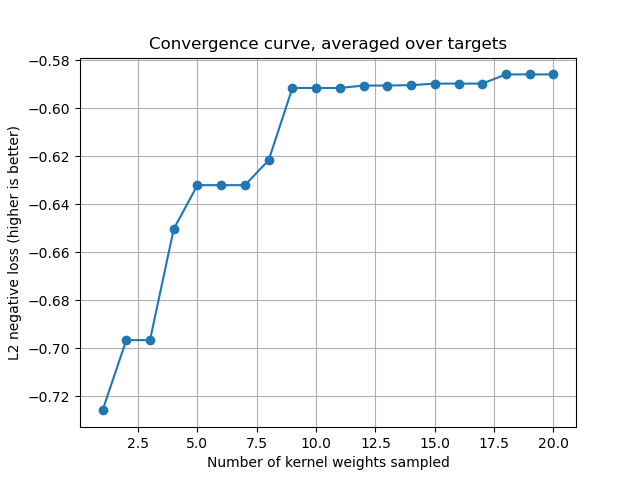 Convergence curve, averaged over targets
L2 negative loss (higher is better)
−0.58
−0.60
−0.62
−0.64
−0.66
−0.68
−0.70
−0.72
2.5 5.0 7.5 10.0 12.5 15.0 17.5 20.0
Number of kernel weights sampled